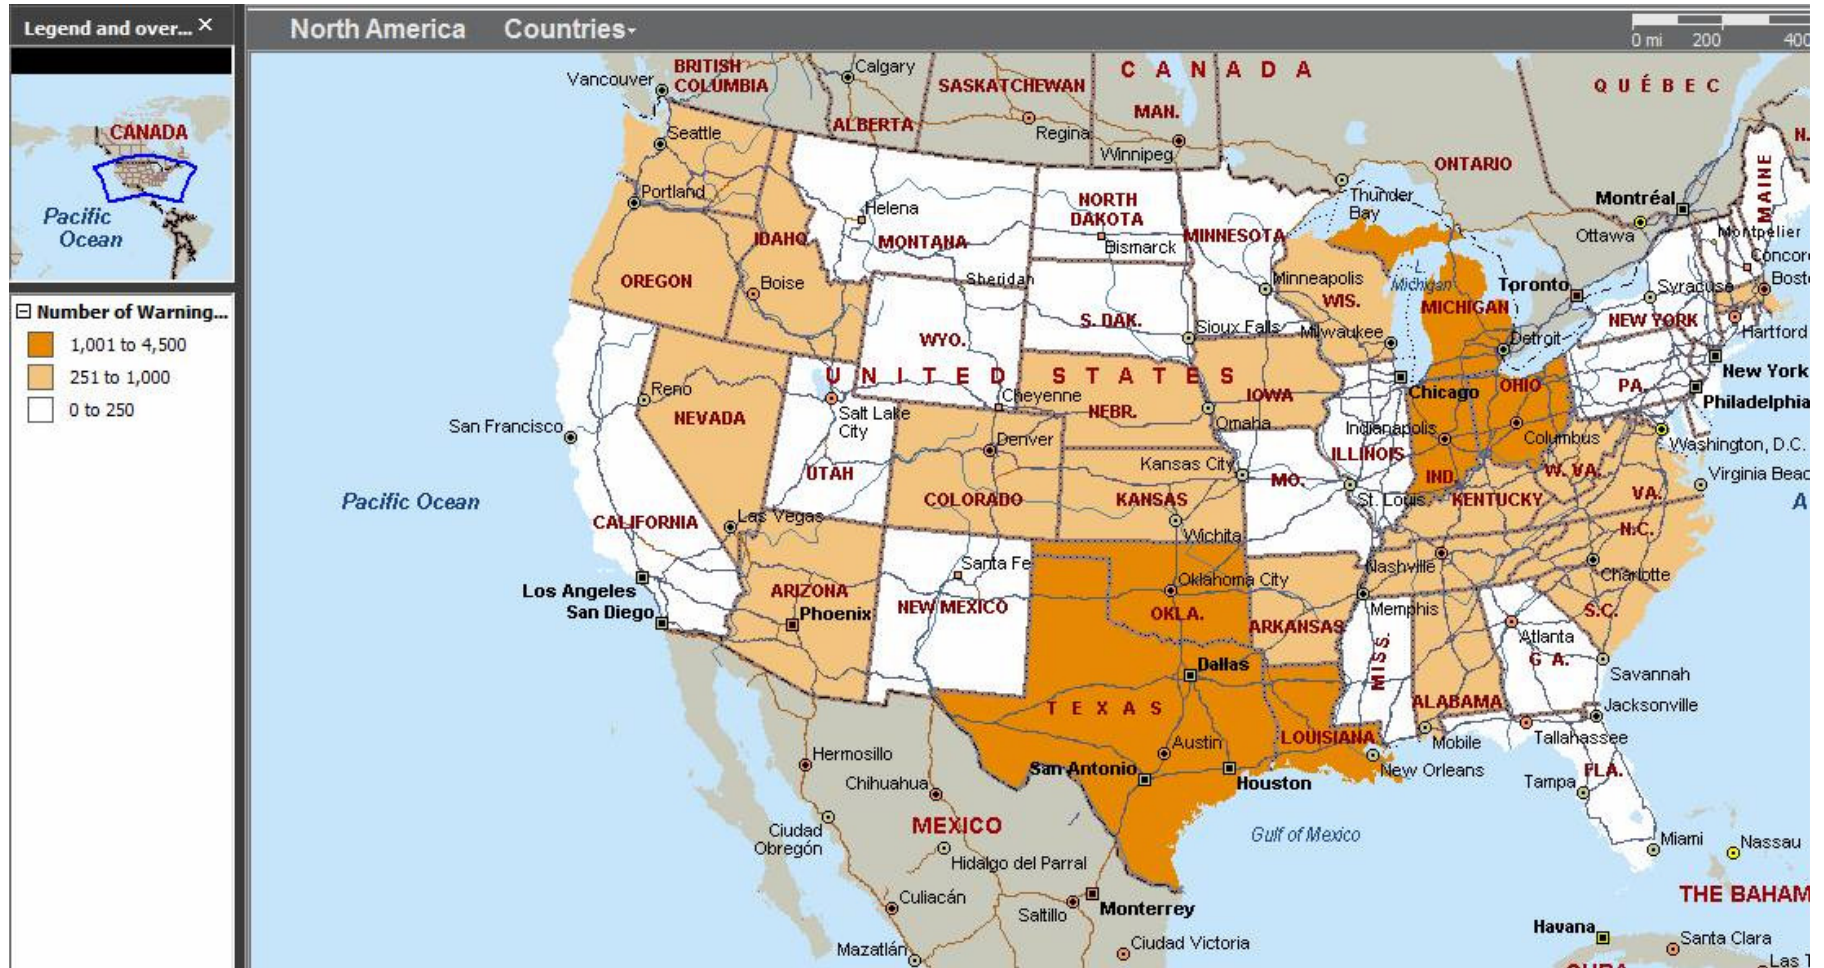 Legend and over... ×
North America Countries
0 mi 200 400
CANADA
Pacific
Ocean
Number of Warning...
1,001 to 4,500
251 to 1,000
0 to 250
CANADA
BRITISH
COLUMBIA
Vancouver
Calgary
ALBERTA
SASKATCHEWAN
Regina
MAN.
Winnipeg
ONTARIO
QUÉBEC
Thunder
Bay
Montréal
Ottawa
Toronto
N.
MAINE
Montpelier
Concord
Bost
Hartford
Syracuse
NEW YORK
New York
PA.
Philadelphia
Washington, D.C.
Virginia Beac
A
Seattle
Portland
OREGON
IDAHO
Boise
Helena
MONTANA
NORTH
DAKOTA
Bismarck
MINNESOTA
Minneapolis
WIS.
Milwaukee
L.
Michigan
MICHIGAN
Detroit
Sheridan
WYO.
Cheyenne
S. DAK.
Sioux Falls
UNITED STATES
IOWA
NEBR.
Omaha
Chicago
OHIO
Columbus
Indianapolis
IND.
ILLINOIS
W. VA.
VA.
KENTUCKY
N.C.
Charlotte
S.C.
Reno
NEVADA
San Francisco
Salt Lake
City
UTAH
Denver
COLORADO
Kansas City
KANSAS
Wichita
MO.
St. Louis
Nashville
Memphis
Pacific Ocean
CALIFORNIA
Las Vegas
Los Angeles
San Diego
ARIZONA
Phoenix
Santa Fe
NEW MEXICO
Oklahoma City
OKLA.
ARKANSAS
MISS.
ALABAMA
Atlanta
G A.
Savannah
Jacksonville
Tallahassee
Mobile
FLA.
Tampa
Miami
Dallas
TEXAS
Austin
San Antonio
Houston
LOUISIANA
New Orleans
Gulf of Mexico
Hermosillo
Chihuahua
MEXICO
Ciudad
Obregón
Hidalgo del Parral
Culiacán
Saltillo
Monterrey
Mazatlán
Ciudad Victoria
Nassau
THE BAHAM
Havana
Santa Clara
CUBA
Las T